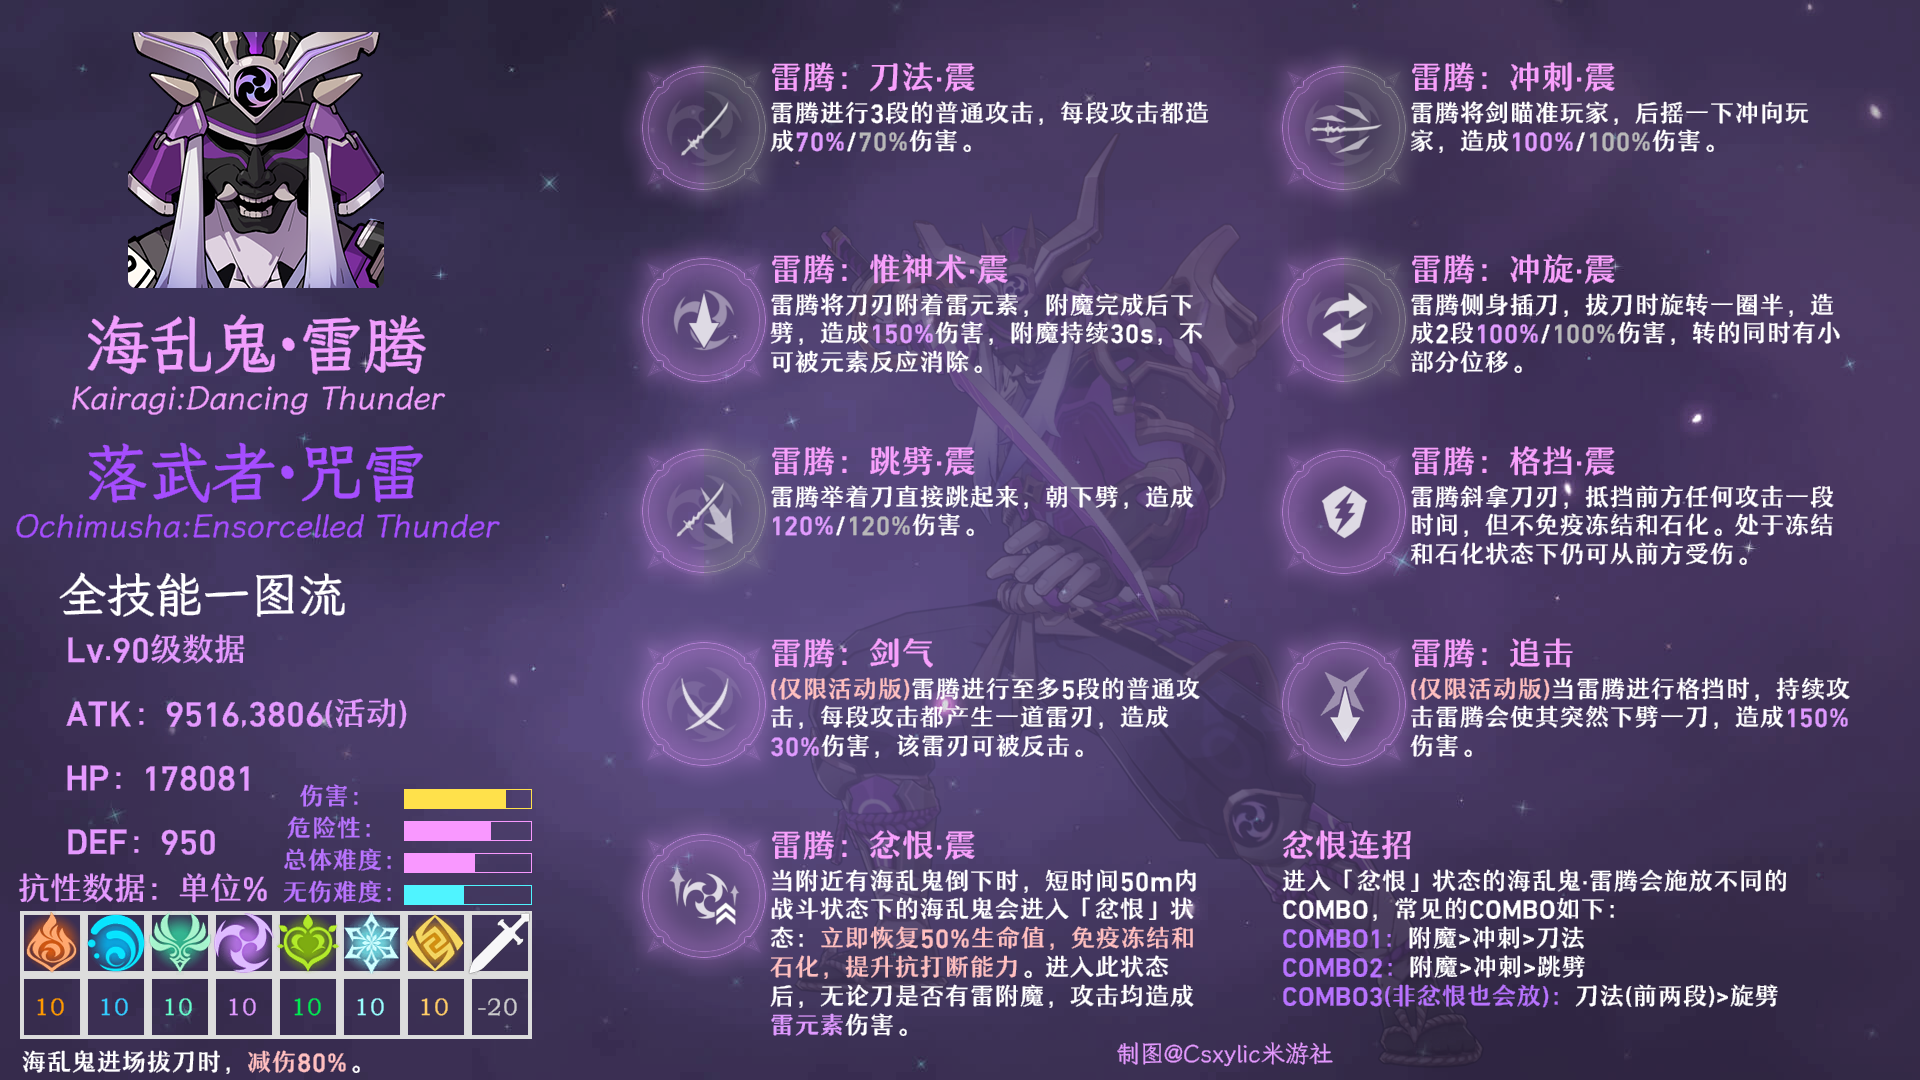 海乱鬼·雷腾
Kairagi:Dancing Thunder
落武者·咒雷
Ochimusha:Ensorcelled Thunder
全技能一图流
Lv.90级数据
ATK：9516,3806(活动)
HP：178081
DEF：950
伤害：
危险性：
总体难度：
无伤难度：
抗性数据：单位%
10 10 10 10 10 10 10 -20
海乱鬼进场拔刀时，减伤80%。
雷腾：刀法·震
雷腾进行3段的普通攻击，每段攻击都造
成70%/70%伤害。
雷腾：惟神术·震
雷腾将刀刃附着雷元素，附魔完成后下
劈，造成150%伤害，附魔持续30s，不
可被元素反应消除。
雷腾：跳劈·震
雷腾举着刀直接跳起来，朝下劈，造成
120%/120%伤害。
雷腾：剑气
(仅限活动版)雷腾进行至多5段的普通攻
击，每段攻击都产生一道雷刃，造成
30%伤害，该雷刃可被反击。
雷腾：忿恨·震
当附近有海乱鬼倒下时，短时间50m内
战斗状态下的海乱鬼会进入「忿恨」状
态：立即恢复50%生命值，免疫冻结和
石化，提升抗打断能力。进入此状态
后，无论刀是否有雷附魔，攻击均造成
雷元素伤害。
雷腾：冲刺·震
雷腾将剑瞄准玩家，后摇一下冲向玩
家，造成100%/100%伤害。
雷腾：冲旋·震
雷腾侧身插刀，拔刀时旋转一圈半，造
成2段100%/100%伤害，转的同时有小
部分位移。
雷腾：格挡·震
雷腾斜拿刀刃，抵挡前方任何攻击一段
时间，但不免疫冻结和石化。处于冻结
和石化状态下仍可从前方受伤。
雷腾：追击
(仅限活动版)当雷腾进行格挡时，持续攻
击雷腾会使其突然下劈一刀，造成150%
伤害。
忿恨连招
进入「忿恨」状态的海乱鬼·雷腾会施放不同的
COMBO，常见的COMBO如下：
COMBO1：附魔>冲刺>刀法
COMBO2：附魔>冲刺>跳劈
COMBO3(非忿恨也会放)：刀法(前两段)>旋劈
制图@Csxylic米游社